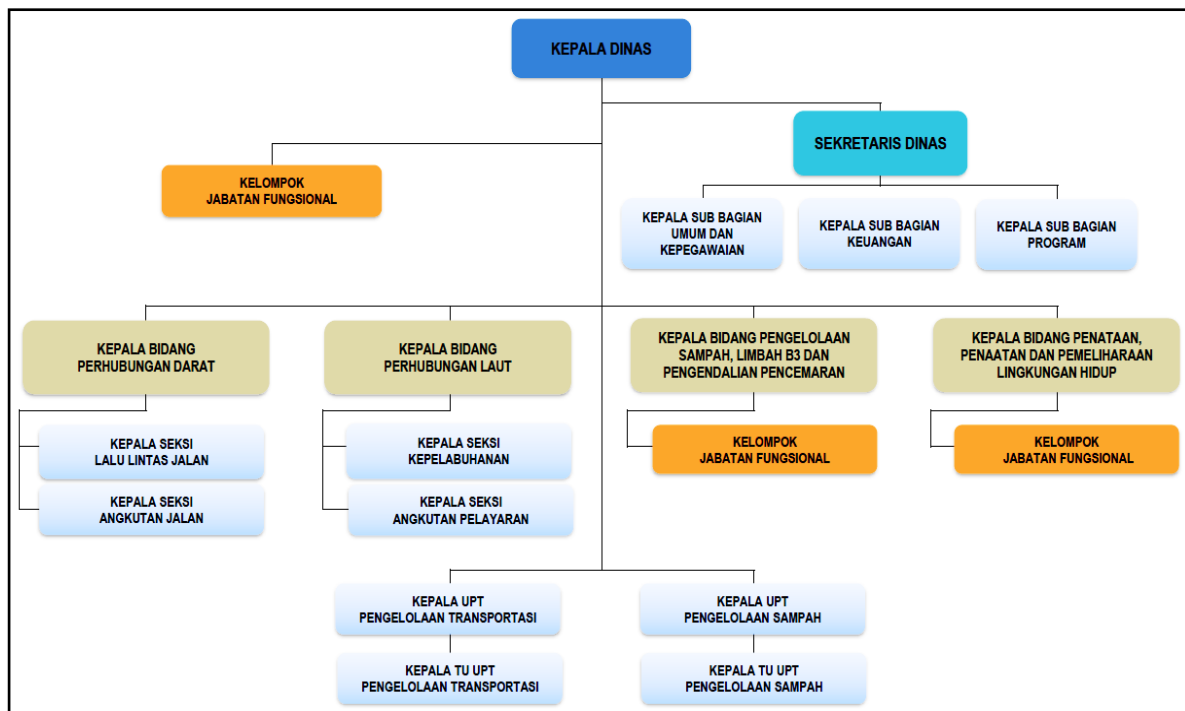 KEPALA DINAS
SEKRETARIS DINAS
KELOMPOK
JABATAN FUNGSIONAL
KEPALA SUB BAGIAN
UMUM DAN
KEPEGAWAIAN
KEPALA SUB BAGIAN
KEUANGAN
KEPALA SUB BAGIAN
PROGRAM
KEPALA BIDANG
PERHUBUNGAN DARAT
KEPALA BIDANG
PERHUBUNGAN LAUT
KEPALA BIDANG PENGELOLAAN
SAMPAH, LIMBAH B3 DAN
PENGENDALIAN PENCEMARAN
KEPALA BIDANG PENATAAN,
PENAATAN DAN PEMELIHARAAN
LINGKUNGAN HIDUP
KEPALA SEKSI
LALU LINTAS JALAN
KEPALA SEKSI
KEPELABUHANAN
KELOMPOK
JABATAN FUNGSIONAL
KELOMPOK
JABATAN FUNGSIONAL
KEPALA SEKSI
ANGKUTAN JALAN
KEPALA SEKSI
ANGKUTAN PELAYARAN
KEPALA UPT
PENGELOLAAN TRANSPORTASI
KEPALA UPT
PENGELOLAAN SAMPAH
KEPALA TU UPT
PENGELOLAAN TRANSPORTASI
KEPALA TU UPT
PENGELOLAAN SAMPAH